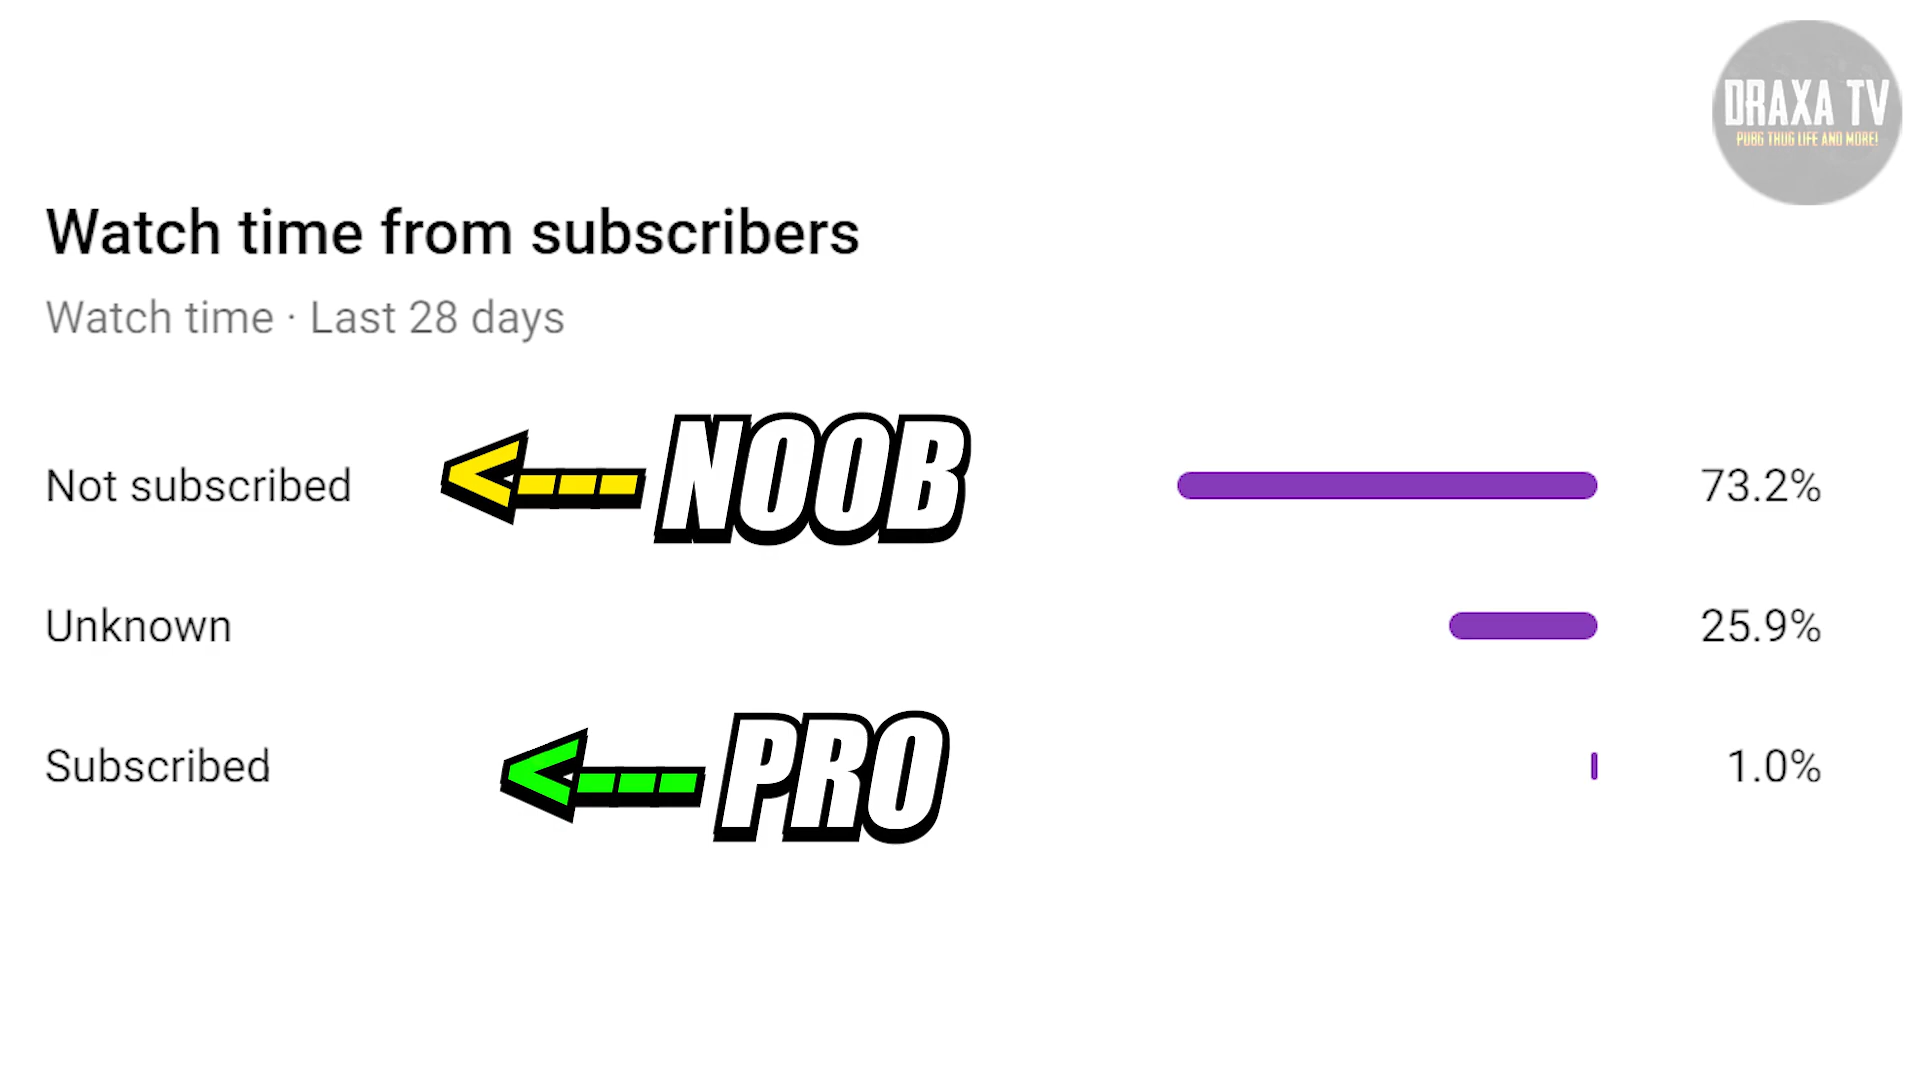 DRAXA TV
PUBG THUG LIFE AND MORE!
Watch time from subscribers
Watch time · Last 28 days
Not subscribed NOOB 73.2%
Unknown 25.9%
Subscribed PRO 1.0%